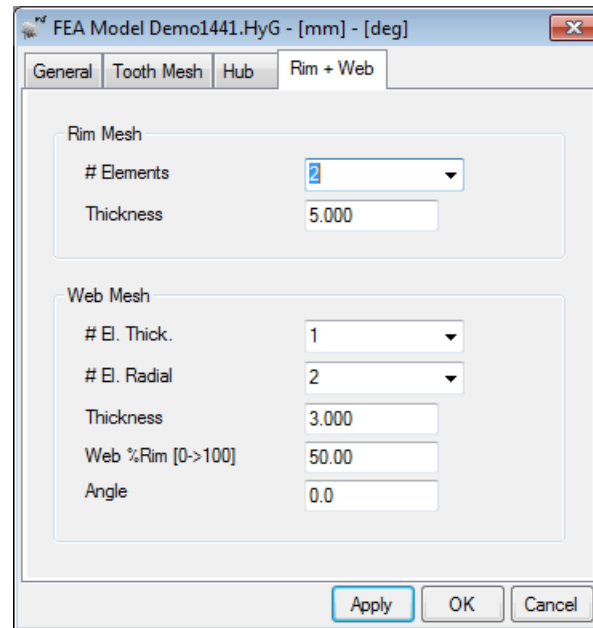 FEA Model Demo1441.HyG - [mm] - [deg]
General Tooth Mesh Hub Rim + Web
Rim Mesh
# Elements 2
Thickness 5.000
Web Mesh
# El. Thick. 1
# El. Radial 2
Thickness 3.000
Web %Rim [0->100] 50.00
Angle 0.0
Apply OK Cancel